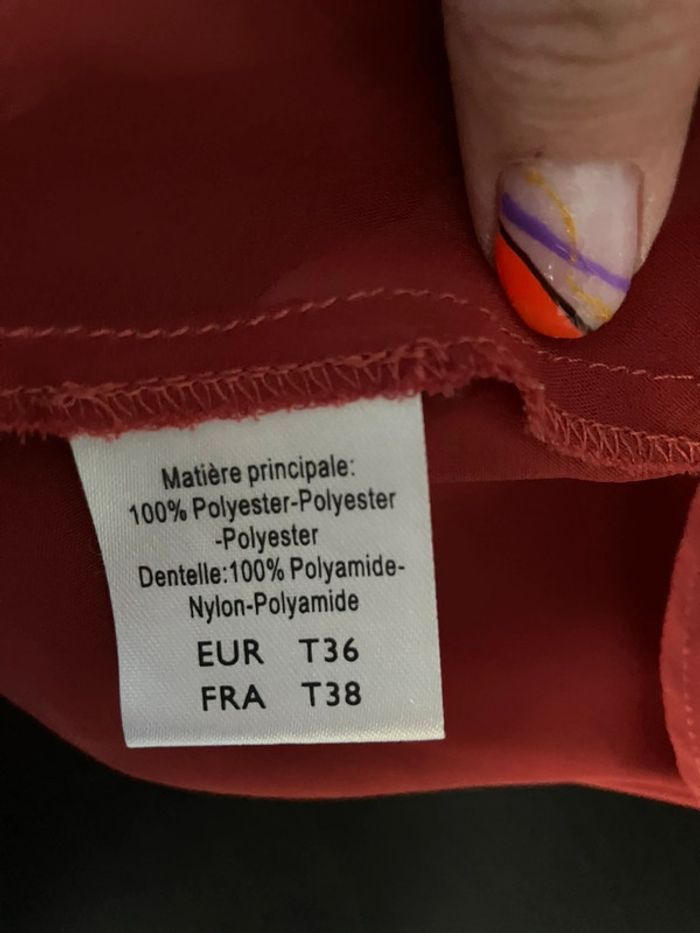 Matière principale:
100% Polyester-Polyester
-Polyester
Dentelle:100% Polyamide-
Nylon-Polyamide
EUR T36
FRA T38